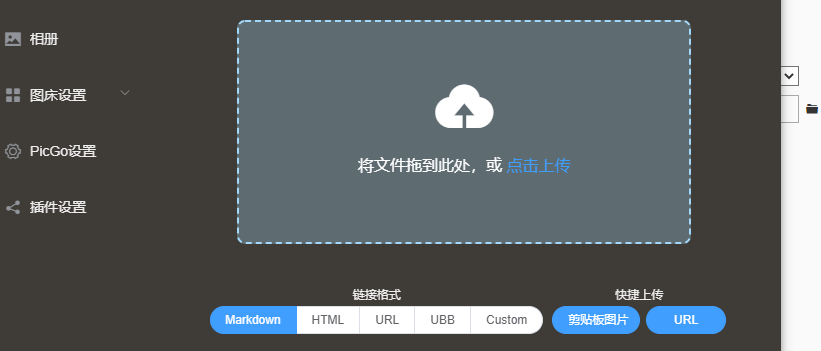 相册
图床设置
PicGo设置
插件设置
将文件拖到此处，或 点击上传
链接格式
快捷上传
Markdown HTML URL UBB Custom
剪贴板图片 URL